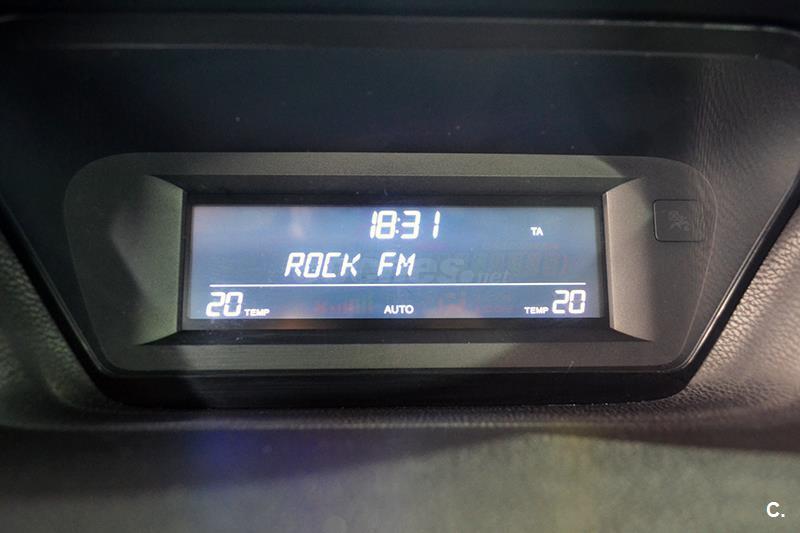 18:31
TA
ROCK FM
20 TEMP AUTO TEMP 20
C.